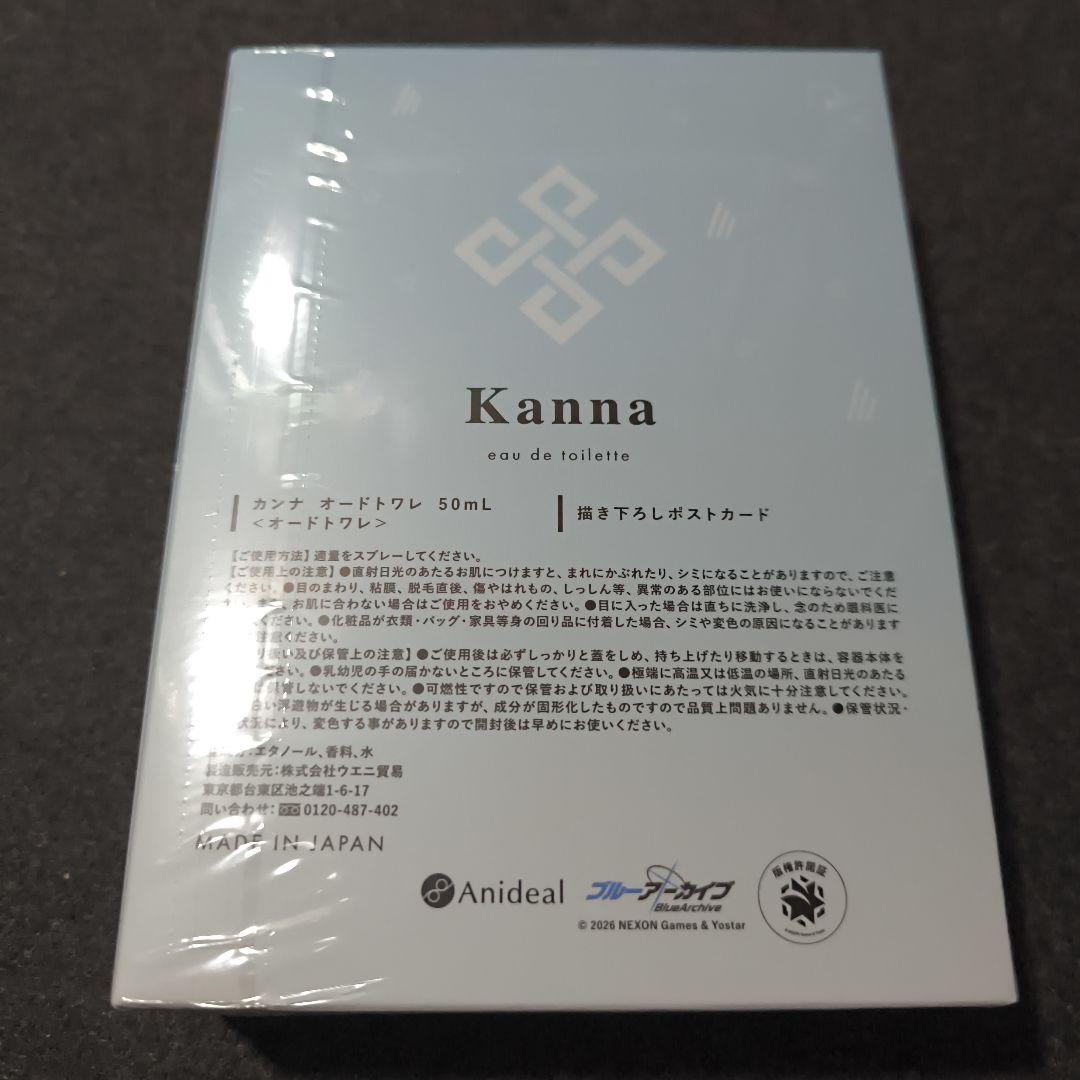 Kanna
eau de toilette
カンナ オードトワレ 50mL
<オードトワレ>
描き下ろしポストカード
【ご使用方法】適量をスプレーしてください。
【ご使用上の注意】●直射日光のあたるお肌につけますと、まれにかぶれたり、シミになることがありますので、ご注意
ください。●目のまわり、粘膜、脱毛直後、傷やはれもの、しっしん等、異常のある部位にはお使いにならないでくだ
お肌に合わない場合はご使用をおやめください。●目に入った場合は直ちに洗浄し、念のため眼科医に
ください。●化粧品が衣類・バッグ・家具等身の回り品に付着した場合、シミや変色の原因になることがあります
注意ください。
扱い及び保管上の注意】●ご使用後は必ずしっかりと蓋をしめ、持ち上げたり移動するときは、容器本体を
ださい。●乳幼児の手の届かないところに保管してください。●極端に高温又は低温の場所、直射日光のあたる
保管しないでください。●可燃性ですので保管および取り扱いにあたっては火気に十分注意してください。
白い浮遊物が生じる場合がありますが、成分が固形化したものですので品質上問題ありません。●保管状況・
状況により、変色する事がありますので開封後は早めにお使いください。
エタノール、香料、水
製造販売元:株式会社ウエニ貿易
東京都台東区池之端1-6-17
問い合わせ: 0120-487-402
MADE IN JAPAN
Anideal
ブルーアーカイブ
BlueArchive
© 2026 NEXON Games & Yostar
版権許諾証